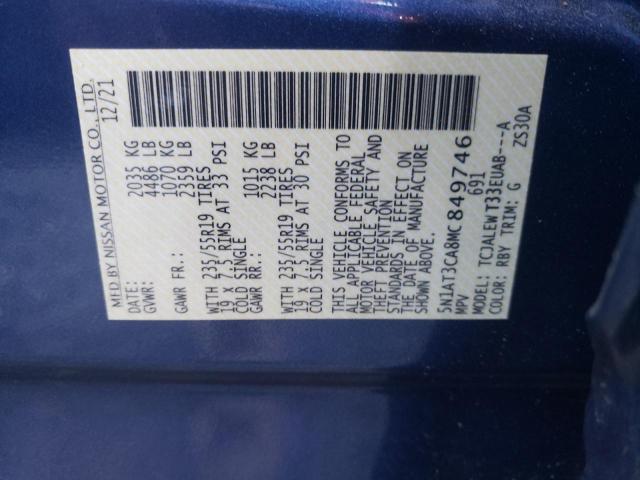 MFD BY NISSAN MOTOR CO., LTD.
DATE: 12/21
GVWR: 2035 KG
4486 LB
GAWR FR.: 1070 KG
2359 LB
WITH 235/55R19 TIRES
19 X 7.5 RIMS AT 33 PSI
COLD SINGLE
GAWR RR.: 1015 KG
2238 LB
WITH 235/55R19 TIRES
19 X 7.5 RIMS AT 30 PSI
COLD SINGLE
THIS VEHICLE CONFORMS TO
ALL APPLICABLE FEDERAL
MOTOR VEHICLE SAFETY AND
THEFT PREVENTION
STANDARDS IN EFFECT ON
THE DATE OF MANUFACTURE
SHOWN ABOVE.
5N1AT3CA8MC849746
MPV 691
MODEL: TCJALEWT33EUAB---A
COLOR: RBY TRIM: G ZS30A